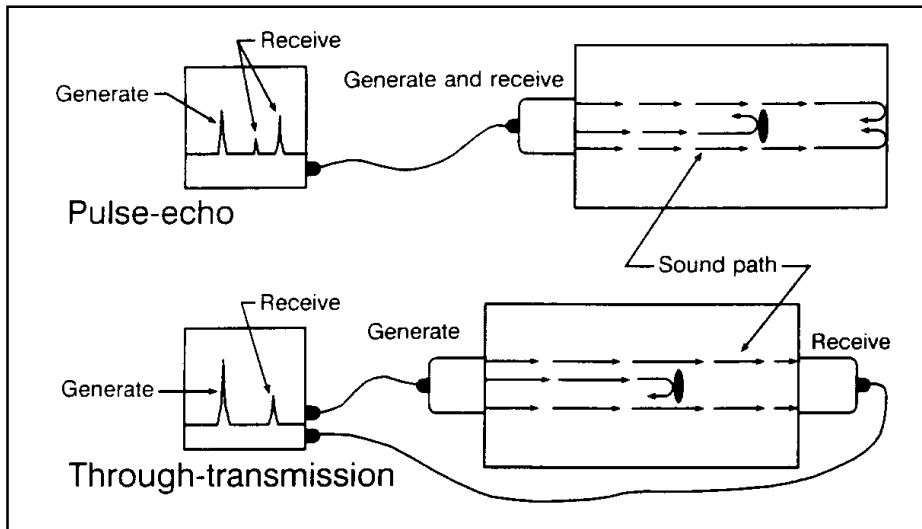 Receive
Generate and receive
Generate
Pulse-echo
Sound path
Receive
Generate
Receive
Generate
Through-transmission